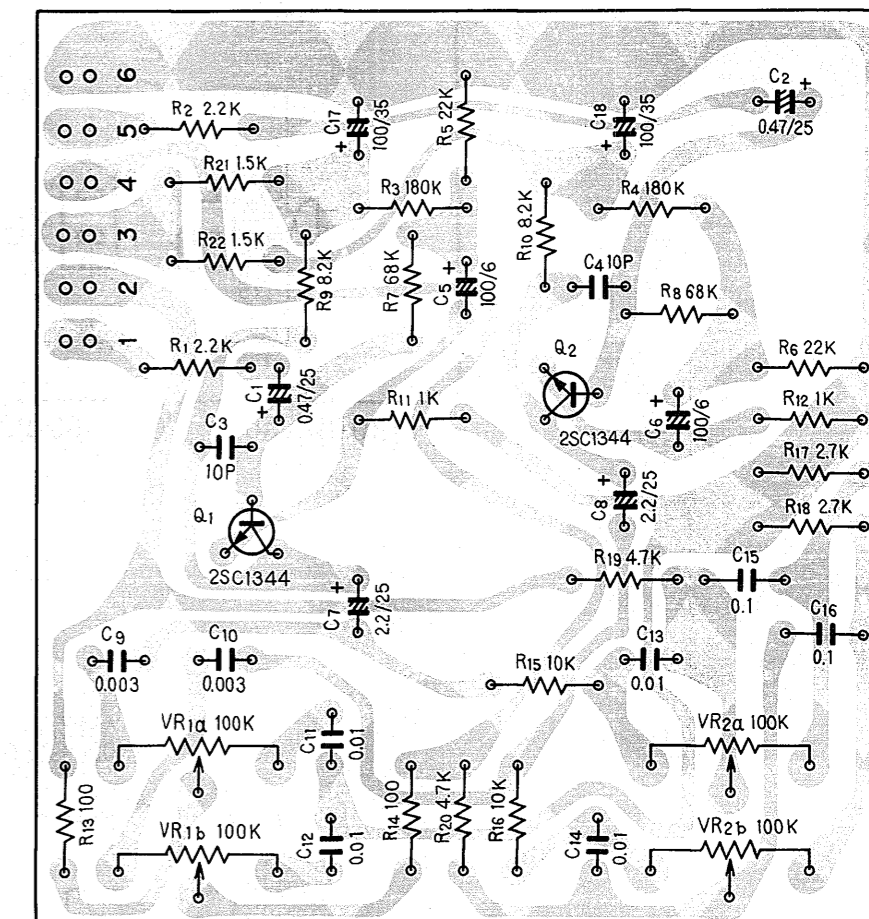 6
5
4
3
2
1
R2 2.2K
R21 1.5K
R22 1.5K
R1 2.2K
C17 + 100/35
R5 22K
C18 + 100/35
C2 +
0.47/25
R3 180K
R4 180K
R9 8.2K
R7 68K
C5 + 100/6
R10 8.2K
C4 10P
R8 68K
C1 + 0.47/25
Q2
2SC1344
R6 22K
R11 1K
C6 + 100/6
R12 1K
C3
10P
R17 2.7K
C8 + 2.2/25
R18 2.7K
Q1
2SC1344
R19 4.7K
C15
0.1
C7 + 2.2/25
C16
0.1
C9
0.003
C10
0.003
R15 10K
C13
0.01
VR1a 100K
C11 0.01
VR2a 100K
R13 100
R14 100
R20 4.7K
R16 10K
VR1b 100K
C12 0.01
C14 0.01
VR2b 100K